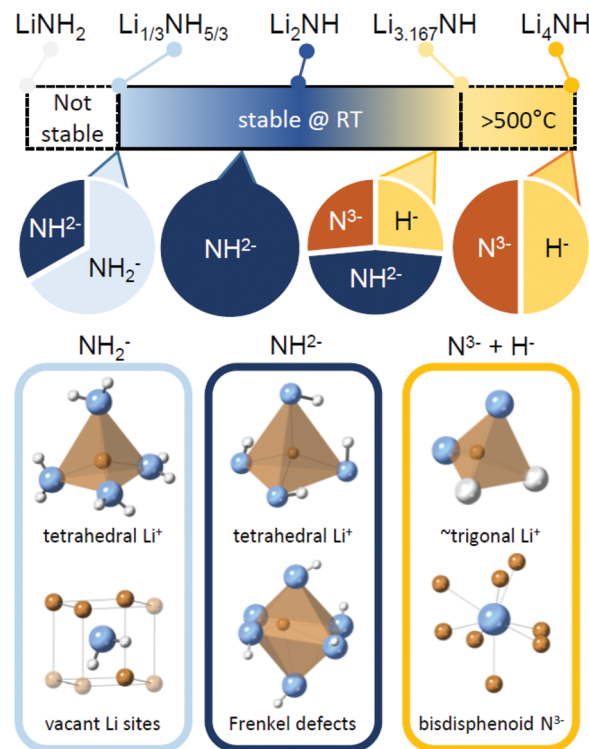 LiNH₂ Li₁/₃NH₅/₃ Li₂NH Li₃.₁₆₇NH Li₄NH
Not stable
stable @ RT
>500°C
NH²⁻
NH₂⁻
NH²⁻
N³⁻
H⁻
NH²⁻
N³⁻
H⁻
NH₂⁻
tetrahedral Li⁺
vacant Li sites
NH²⁻
tetrahedral Li⁺
Frenkel defects
N³⁻ + H⁻
~trigonal Li⁺
bisdisphenoid N³⁻